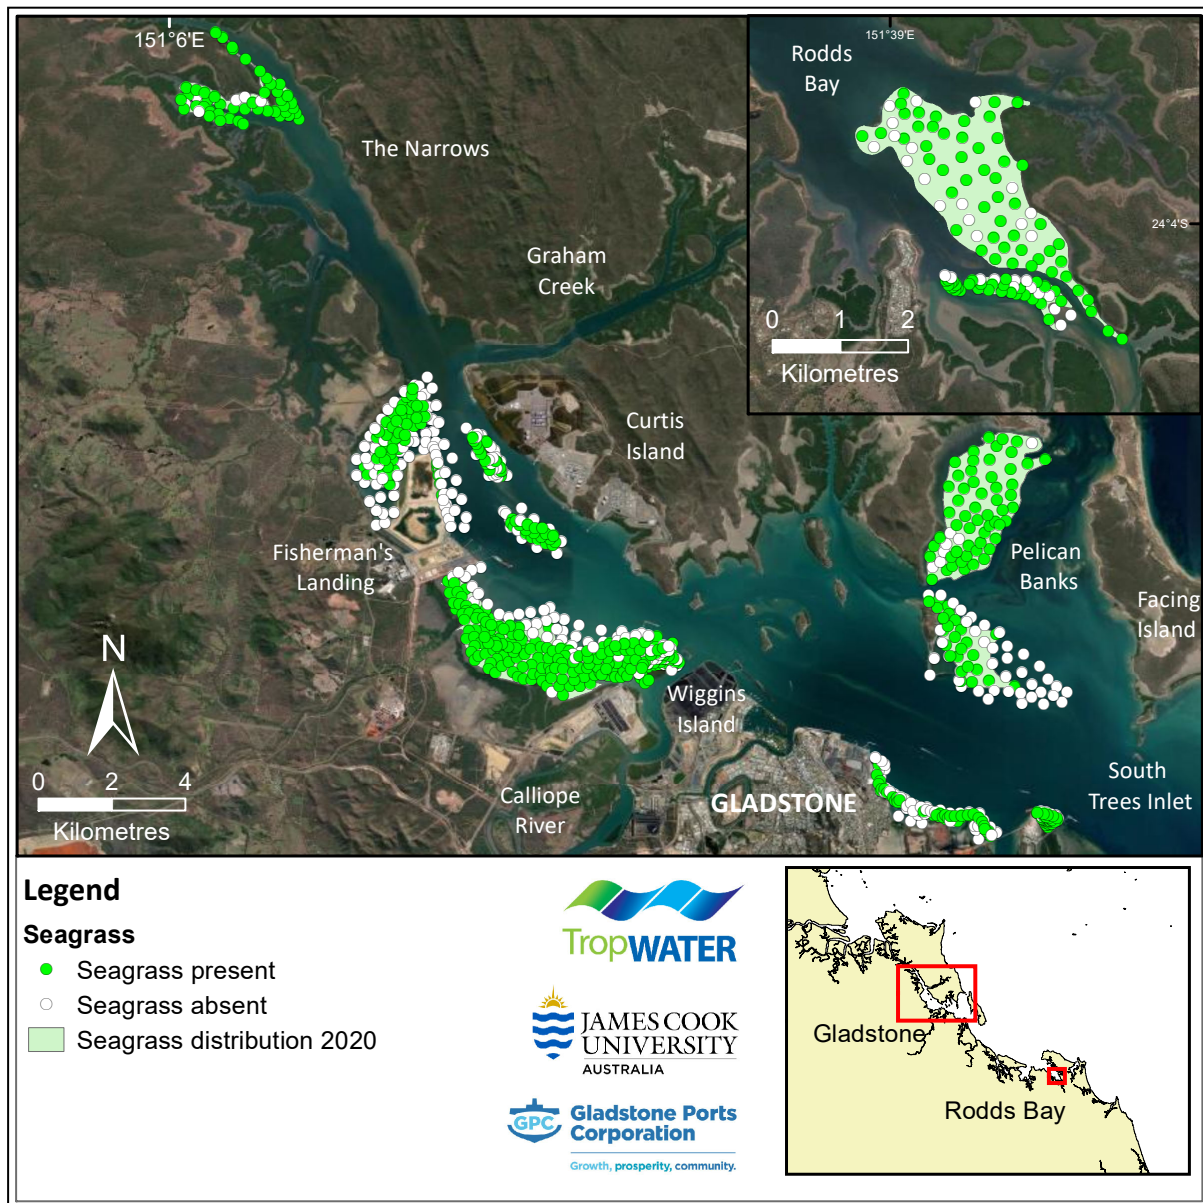 151°6'E
The Narrows
Graham
Creek
Curtis
Island
Fisherman's
Landing
Pelican
Banks
Facing
Island
Wiggins
Island
Calliope
River
GLADSTONE
South
Trees Inlet
N
0 2 4
Kilometres
151°39'E
Rodds
Bay
24°4'S
0 1 2
Kilometres
Legend
Seagrass
Seagrass present
Seagrass absent
Seagrass distribution 2020
TropWATER
JAMES COOK
UNIVERSITY
AUSTRALIA
GPC
Gladstone Ports
Corporation
Growth, prosperity, community.
Gladstone
Rodds Bay